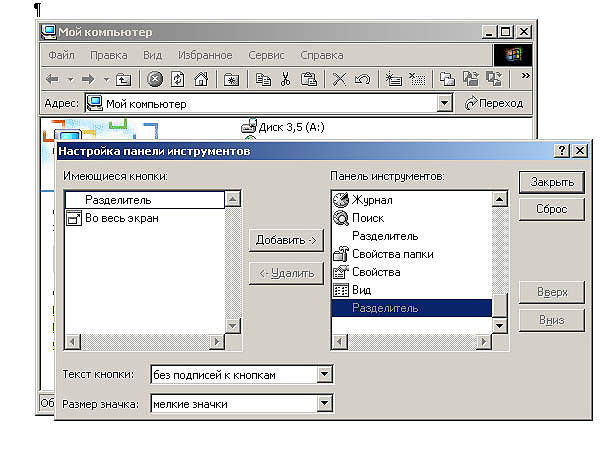 ¶
Мой компьютер
Файл Правка Вид Избранное Сервис Справка
»
Адрес: Мой компьютер Переход
Диск 3,5 (A:)
Настройка панели инструментов
Имеющиеся кнопки:
Разделитель
Во весь экран
Добавить ->
<- Удалить
Панель инструментов:
Журнал
Поиск
Разделитель
Свойства папки
Свойства
Вид
Разделитель
Закрыть
Сброс
Вверх
Вниз
Текст кнопки: без подписей к кнопкам
Размер значка: мелкие значки
Об